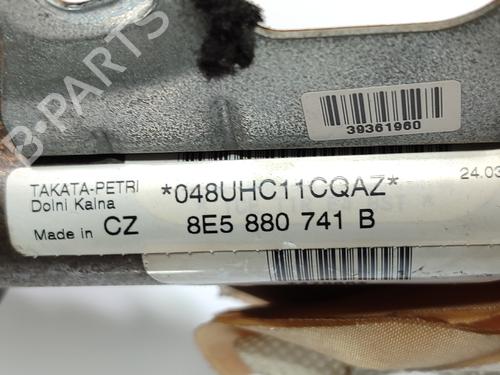 B-PARTS
39361960
TAKATA-PETRI
Dolni Kalna
Made in CZ
*048UHC11CQAZ*
8E5 880 741 B
24.03